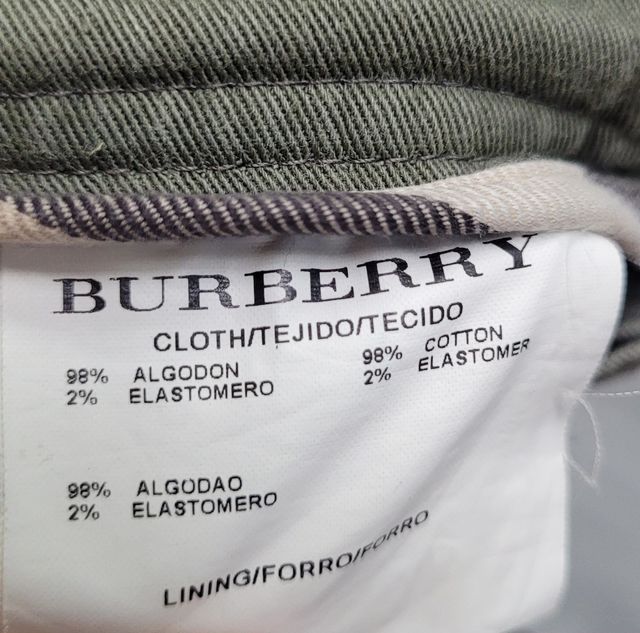 BURBERRY
CLOTH/TEJIDO/TECIDO
98% ALGODON
2% ELASTOMERO
98% COTTON
2% ELASTOMER
98% ALGODAO
2% ELASTOMERO
LINING/FORRO/FORRO